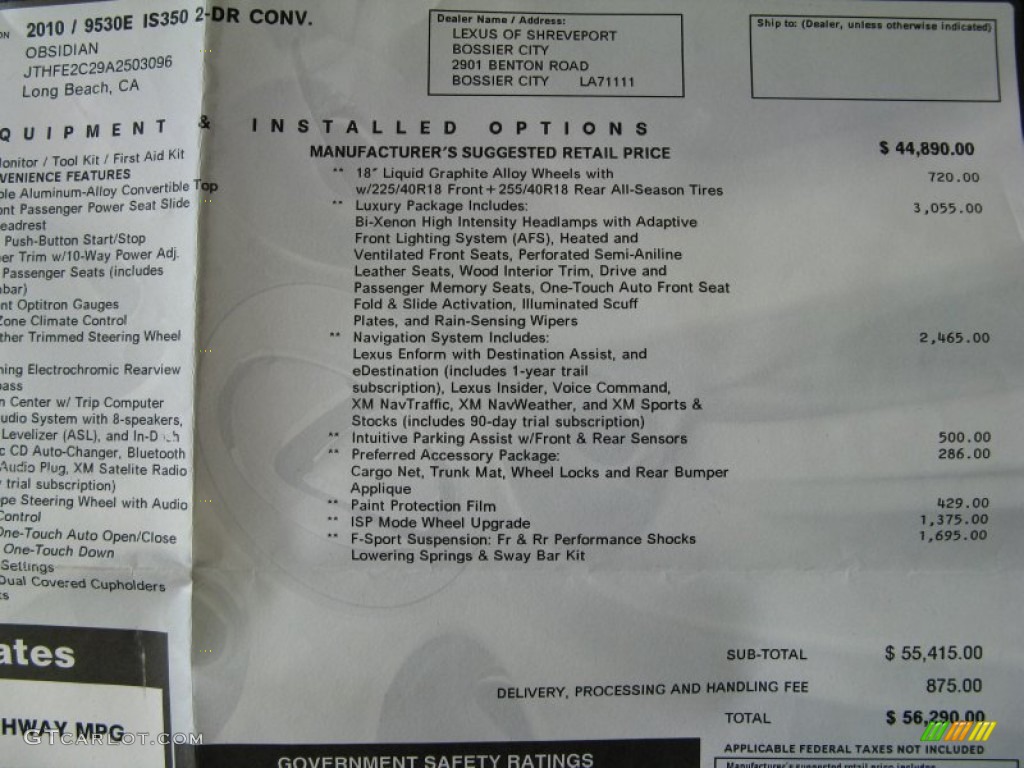 ON 2010 / 9530E IS350 2-DR CONV.
OBSIDIAN
JTHFE2C29A2503096
Long Beach, CA
Dealer Name / Address:
LEXUS OF SHREVEPORT
BOSSIER CITY
2901 BENTON ROAD
BOSSIER CITY LA71111
Ship to: (Dealer, unless otherwise indicated)
QUIPMENT & INSTALLED OPTIONS
onitor / Tool Kit / First Aid Kit
VENIENCE FEATURES
ble Aluminum-Alloy Convertible Top
ont Passenger Power Seat Slide
eadrest
Push-Button Start/Stop
er Trim w/10-Way Power Adj.
Passenger Seats (includes
bar)
nt Optitron Gauges
Zone Climate Control
ther Trimmed Steering Wheel
ning Electrochromic Rearview
pass
n Center w/ Trip Computer
udio System with 8-speakers,
Levelizer (ASL), and In-D ch
c CD Auto-Changer, Bluetooth
Audio Plug, XM Satelite Radio
trial subscription)
pe Steering Wheel with Audio
Control
One-Touch Auto Open/Close
One-Touch Down
Settings
Dual Covered Cupholders
s
MANUFACTURER'S SUGGESTED RETAIL PRICE $ 44,890.00
** 18" Liquid Graphite Alloy Wheels with 720.00
w/225/40R18 Front+255/40R18 Rear All-Season Tires
** Luxury Package Includes: 3,055.00
Bi-Xenon High Intensity Headlamps with Adaptive
Front Lighting System (AFS), Heated and
Ventilated Front Seats, Perforated Semi-Aniline
Leather Seats, Wood Interior Trim, Drive and
Passenger Memory Seats, One-Touch Auto Front Seat
Fold & Slide Activation, Illuminated Scuff
Plates, and Rain-Sensing Wipers
** Navigation System Includes: 2,465.00
Lexus Enform with Destination Assist, and
eDestination (includes 1-year trail
subscription), Lexus Insider, Voice Command,
XM NavTraffic, XM NavWeather, and XM Sports &
Stocks (includes 90-day trial subscription)
** Intuitive Parking Assist w/Front & Rear Sensors 500.00
** Preferred Accessory Package: 286.00
Cargo Net, Trunk Mat, Wheel Locks and Rear Bumper
Applique
** Paint Protection Film 429.00
** ISP Mode Wheel Upgrade 1,375.00
** F-Sport Suspension: Fr & Rr Performance Shocks 1,695.00
Lowering Springs & Sway Bar Kit
SUB-TOTAL $ 55,415.00
DELIVERY, PROCESSING AND HANDLING FEE 875.00
TOTAL $ 56,290.00
APPLICABLE FEDERAL TAXES NOT INCLUDED
Manufacturer's suggested retail price includes
ates
HWAY MPG
GTCARLOT.COM
GOVERNMENT SAFETY RATINGS